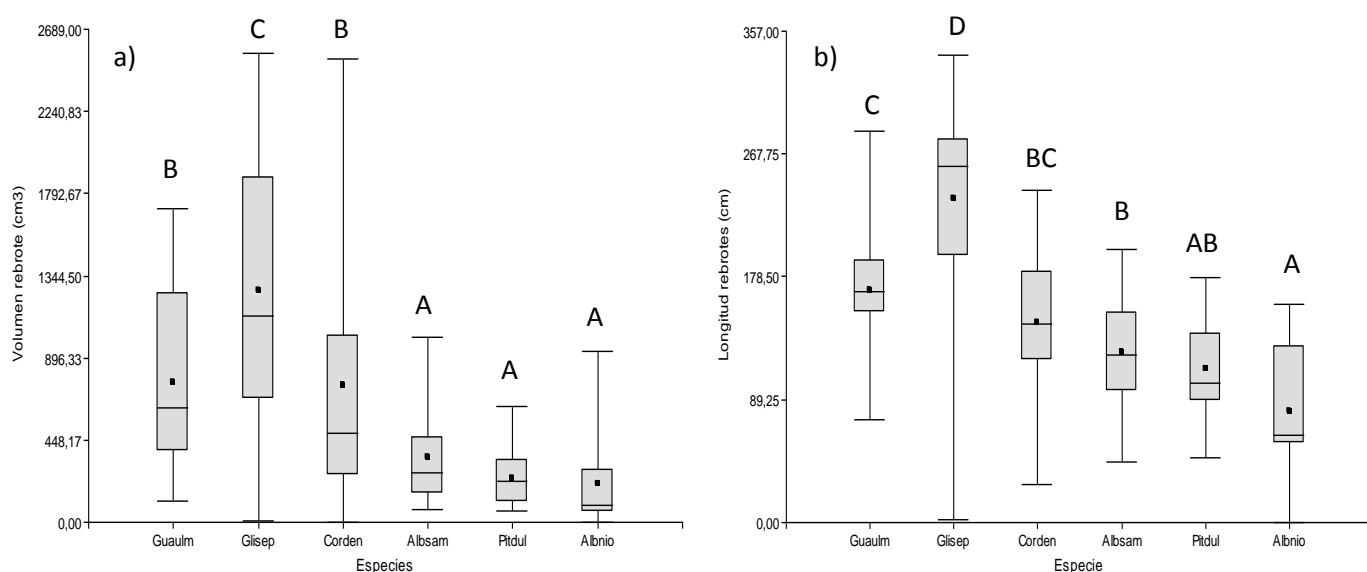 a)
C
B
B
A
A
A
2689,00
2240,83
1792,67
1344,50
896,33
448,17
0,00
Volumen rebrote (cm3)
Guaulm Glisep Corden Albsam Pitdul Albnio
Especies
b)
D
C
BC
B
AB
A
357,00
267,75
178,50
89,25
0,00
Longitud rebrotes (cm)
Guaulm Glisep Corden Albsam Pitdul Albnio
Especie